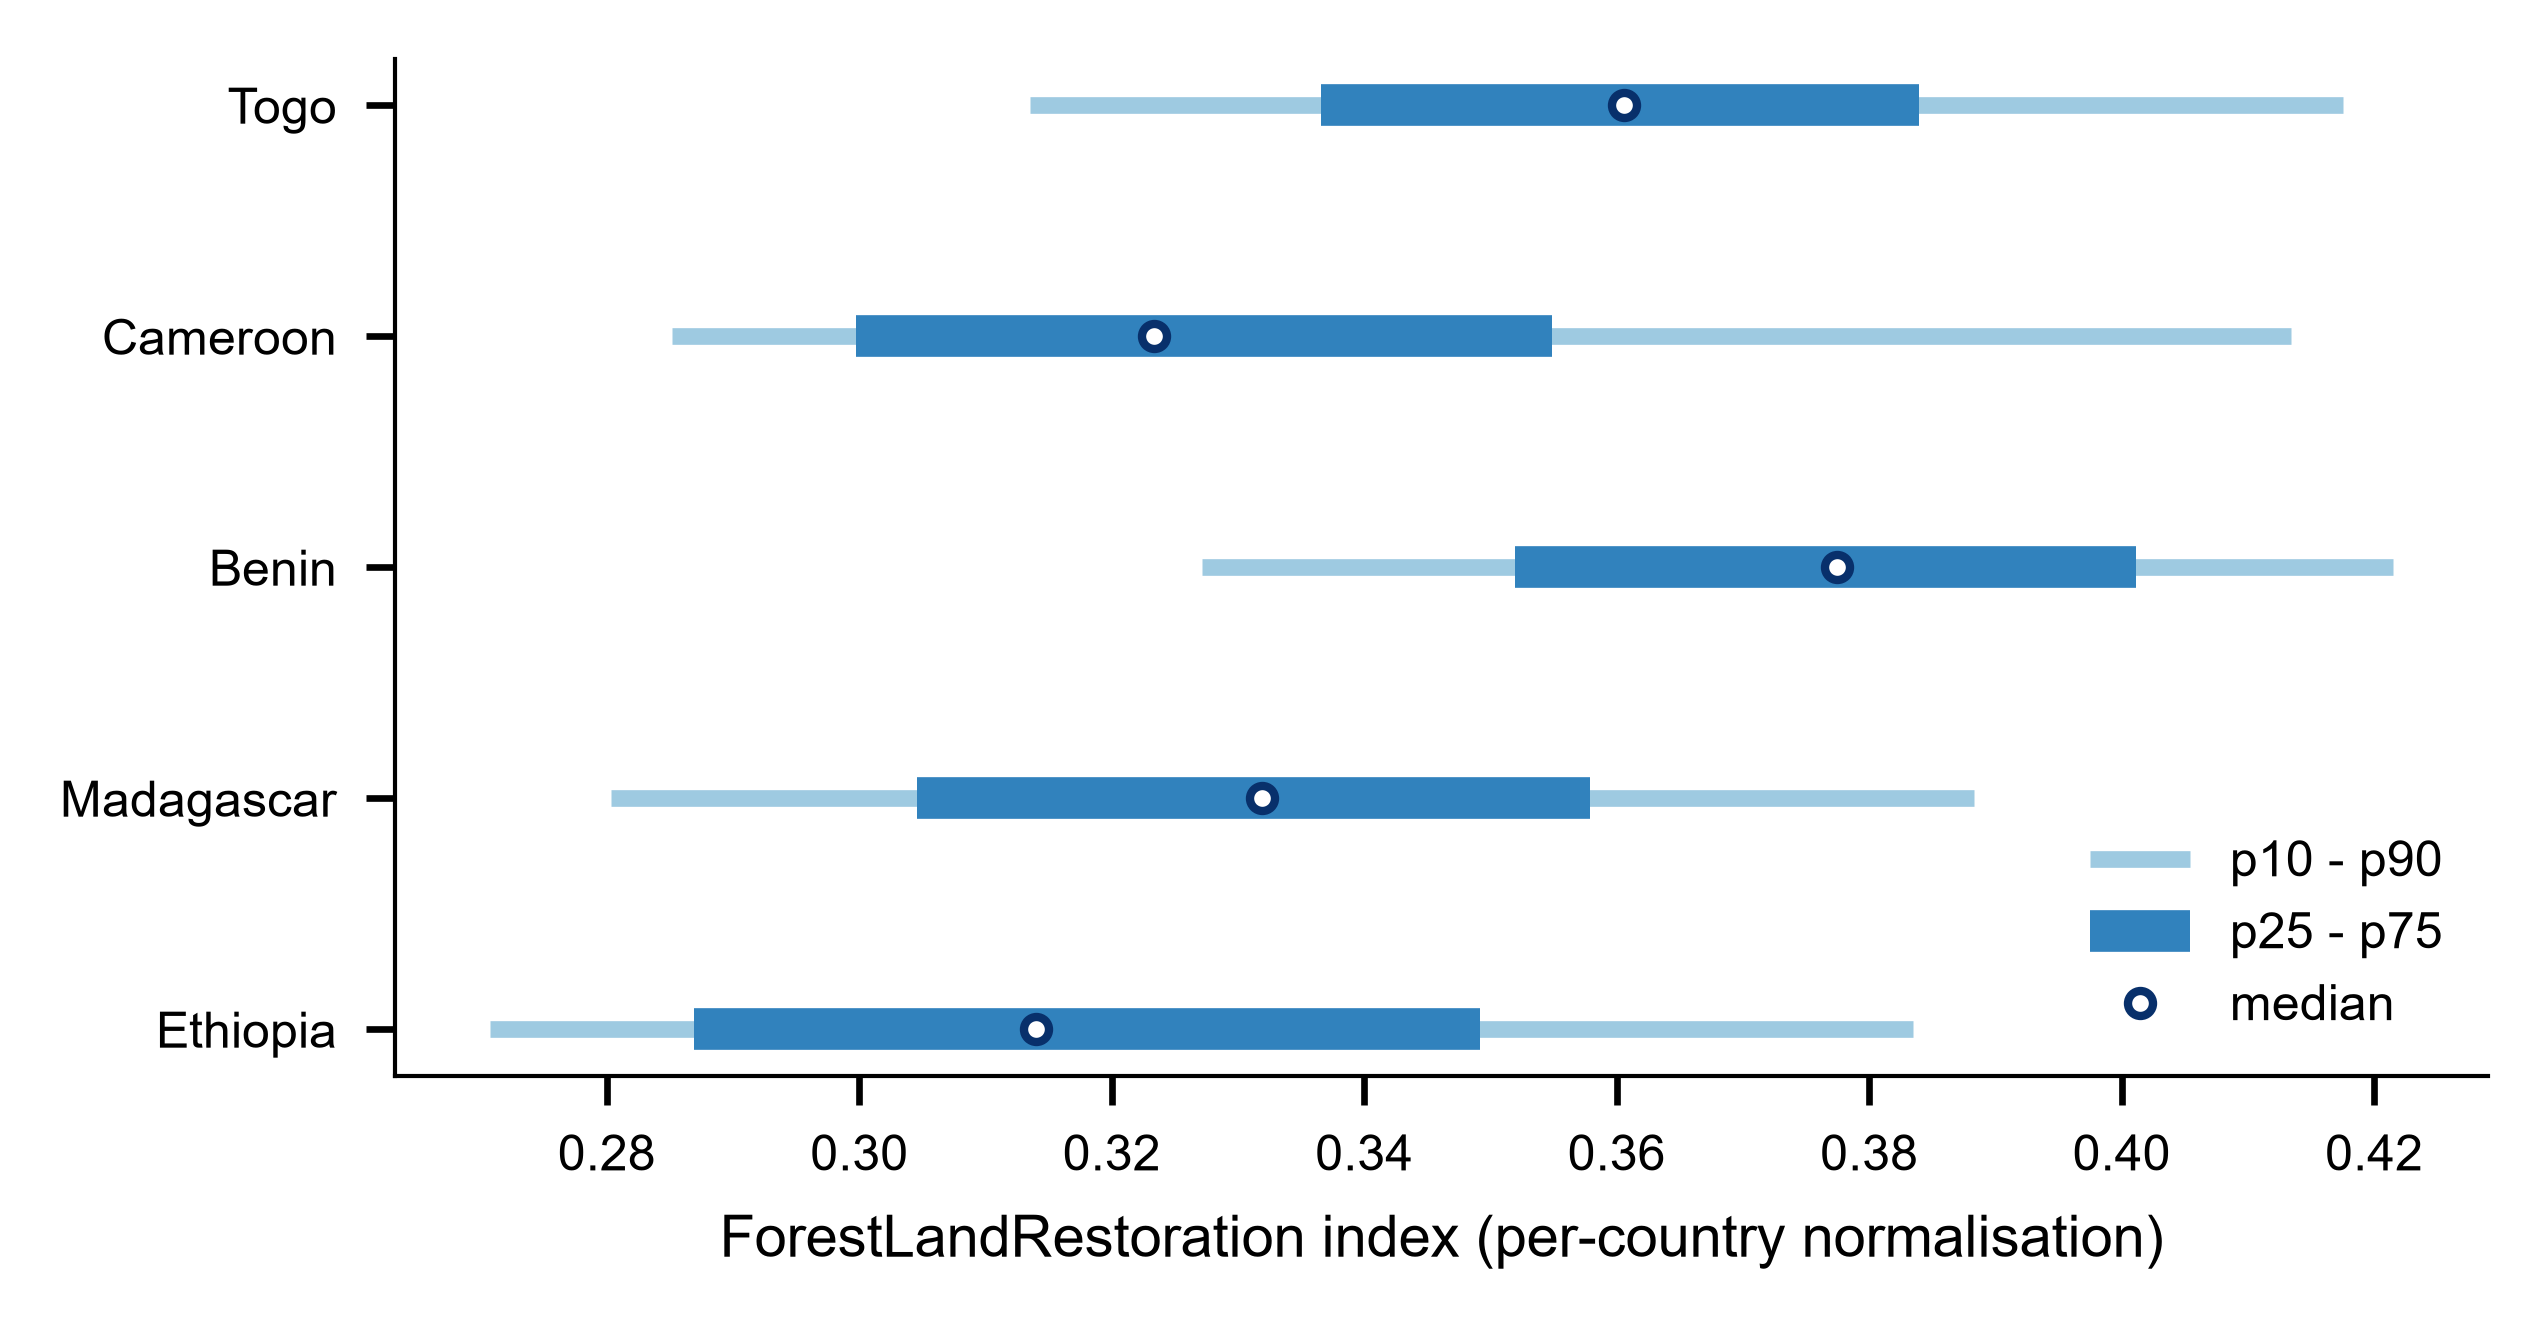 Togo
Cameroon
Benin
Madagascar
Ethiopia
p10 - p90
p25 - p75
median
0.28 0.30 0.32 0.34 0.36 0.38 0.40 0.42
ForestLandRestoration index (per-country normalisation)